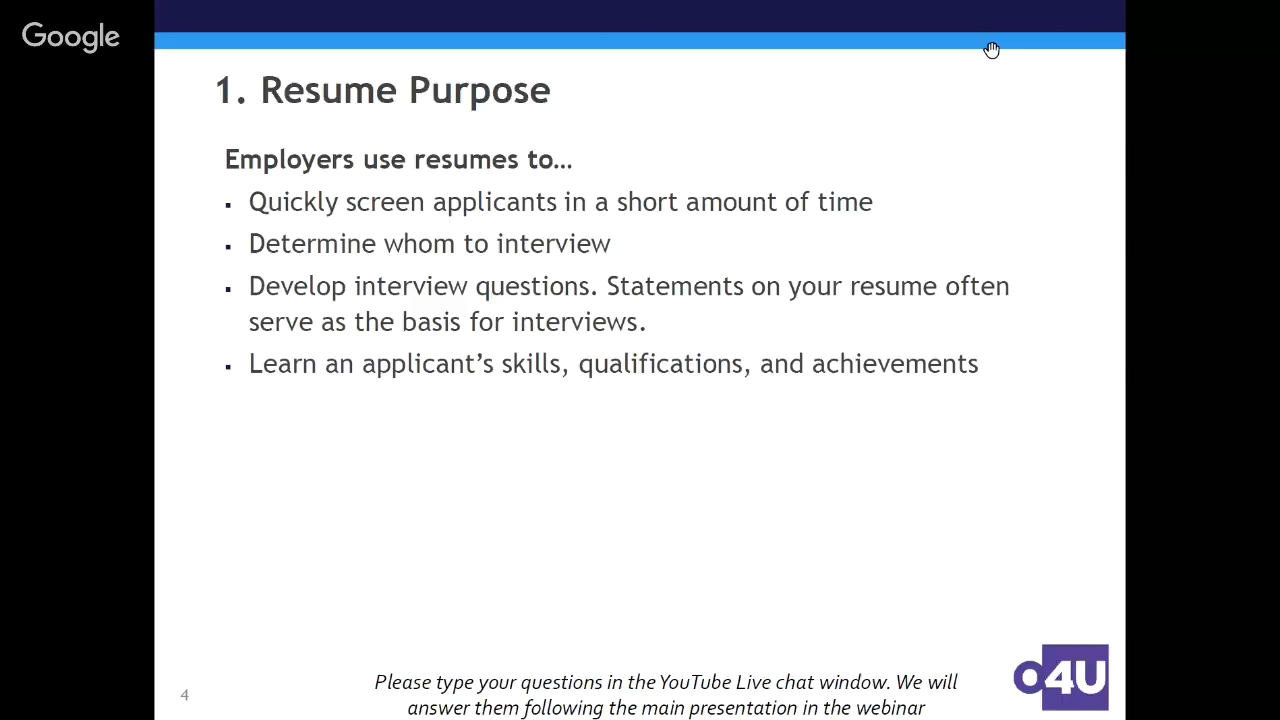 Google
1. Resume Purpose
Employers use resumes to…
▪ Quickly screen applicants in a short amount of time
▪ Determine whom to interview
▪ Develop interview questions. Statements on your resume often
serve as the basis for interviews.
▪ Learn an applicant’s skills, qualifications, and achievements
4
Please type your questions in the YouTube Live chat window. We will
answer them following the main presentation in the webinar
o4U